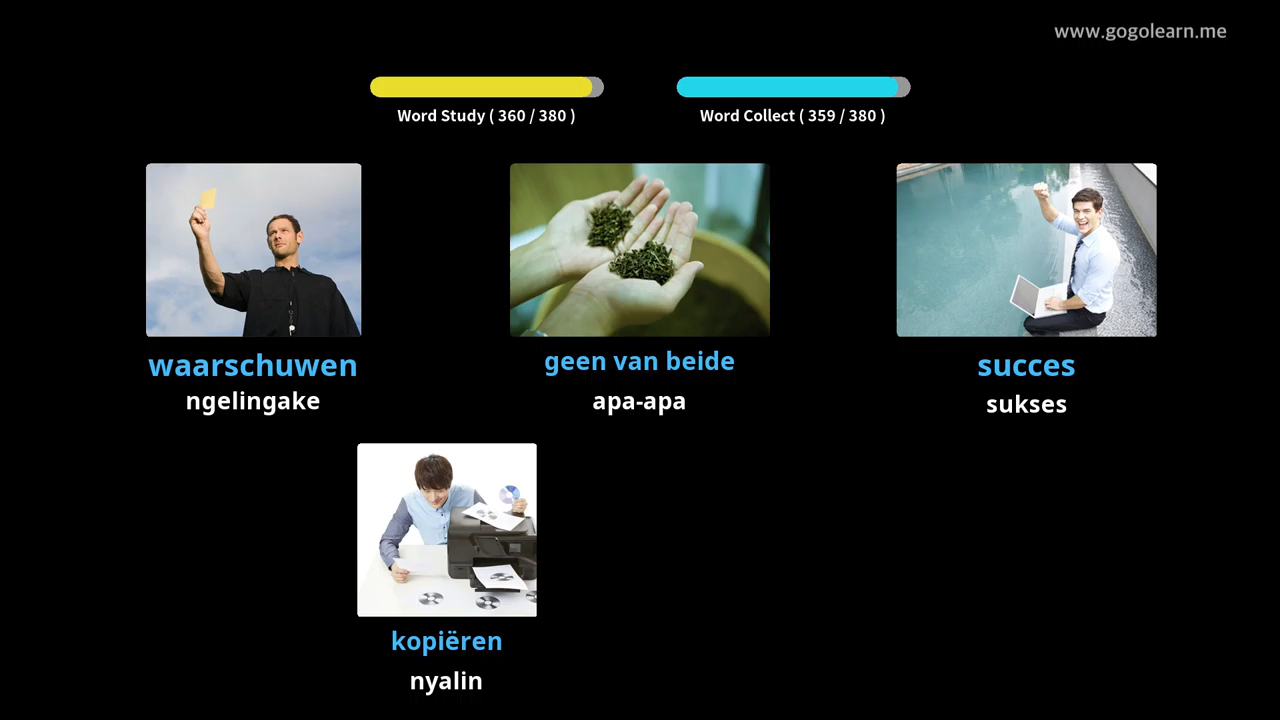 www.gogolearn.me
Word Study ( 360 / 380 )
Word Collect ( 359 / 380 )
waarschuwen
ngelingake
geen van beide
apa-apa
succes
sukses
kopiëren
nyalin